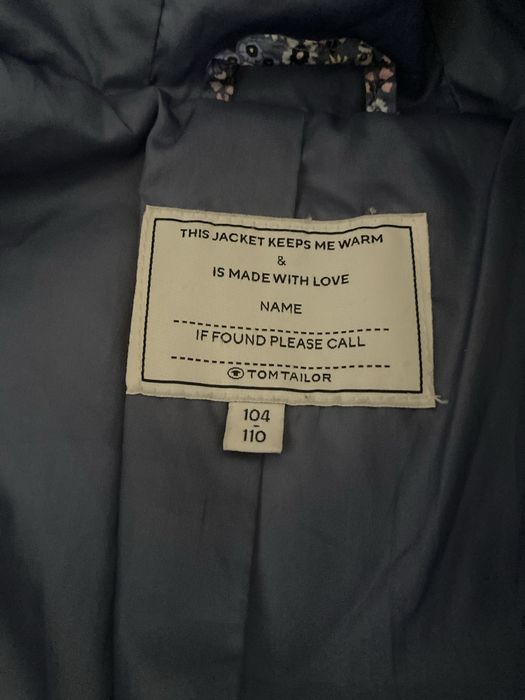 THIS JACKET KEEPS ME WARM
&
IS MADE WITH LOVE
NAME
IF FOUND PLEASE CALL
TOM TAILOR
104
-
110